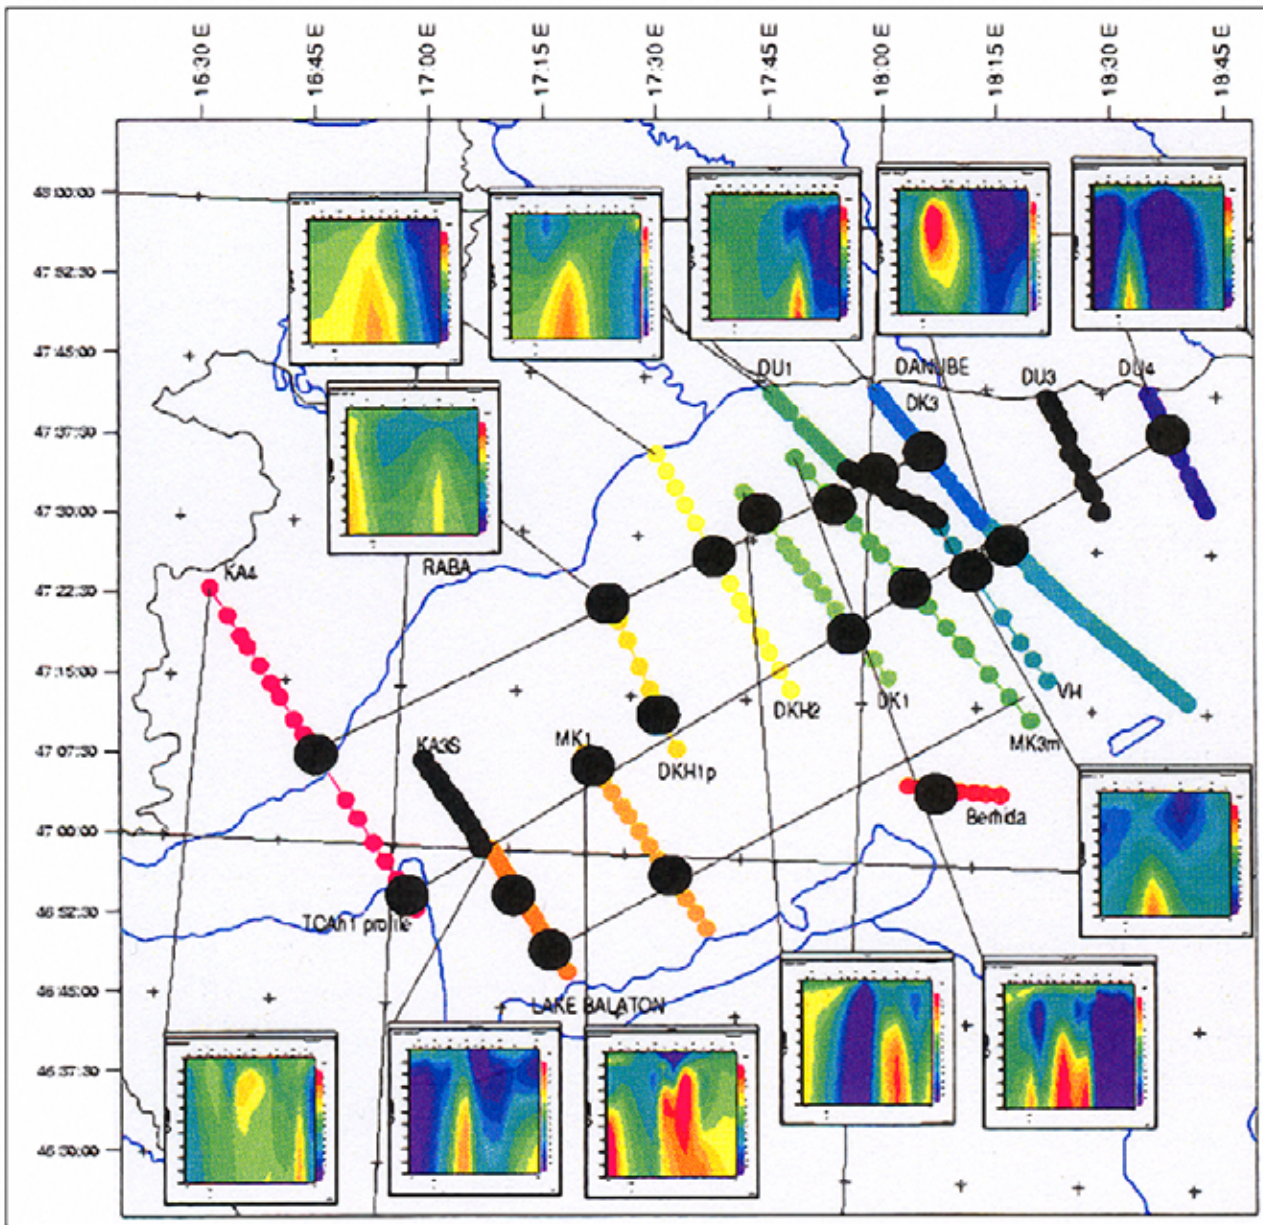 16:30 E
16:45 E
17:00 E
17:15 E
17:30 E
17:45 E
18:00 E
18:15 E
18:30 E
18:45 E
48:00:00
47:52:30
47:45:00
47:37:30
47:30:00
47:22:30
47:15:00
47:07:30
47:00:00
46:52:30
46:45:00
46:37:30
46:30:00
DU1
DANUBE
DK3
DU3
DU4
RABA
KA4
KA3S
MK1
DKH1p
DKH2
DK1
VH
MK3m
Berhida
TCAh1 profile
LAKE BALATON